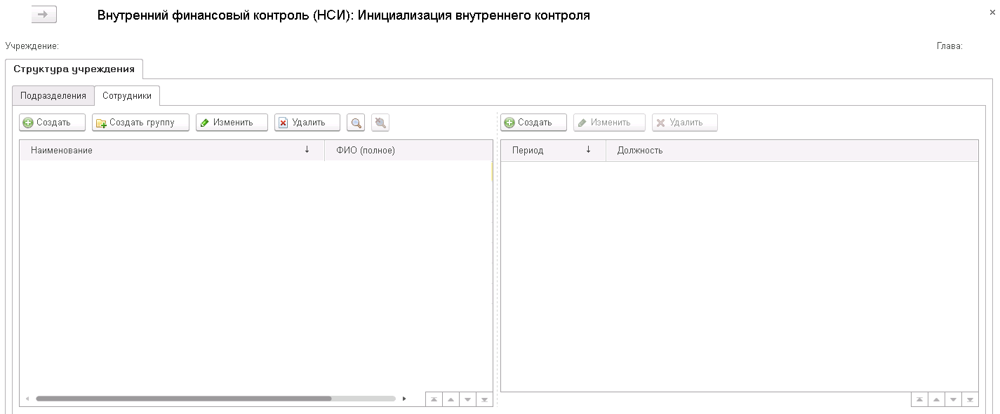 Внутренний финансовый контроль (НСИ): Инициализация внутреннего контроля
Учреждение: Глава:
Структура учреждения
Подразделения Сотрудники
Создать Создать группу Изменить Удалить Создать Изменить Удалить
Наименование ФИО (полное) Период Должность